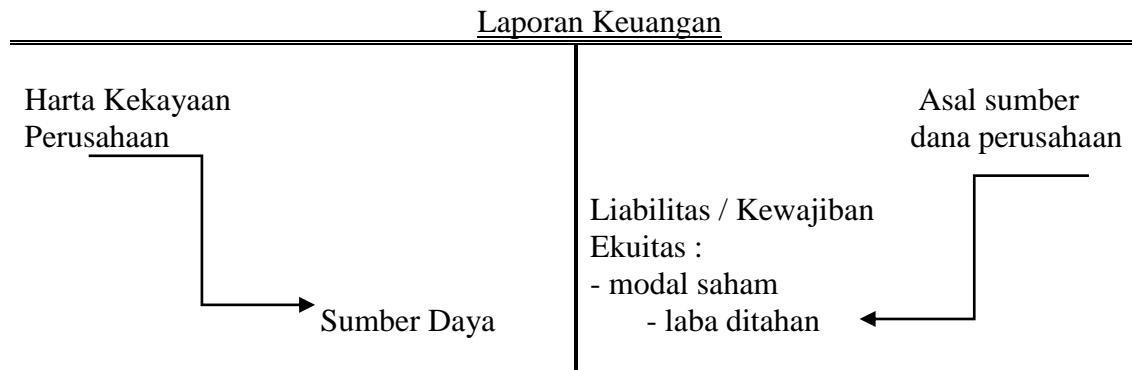 Laporan Keuangan
Harta Kekayaan
Perusahaan
Sumber Daya
Asal sumber
dana perusahaan
Liabilitas / Kewajiban
Ekuitas :
- modal saham
- laba ditahan